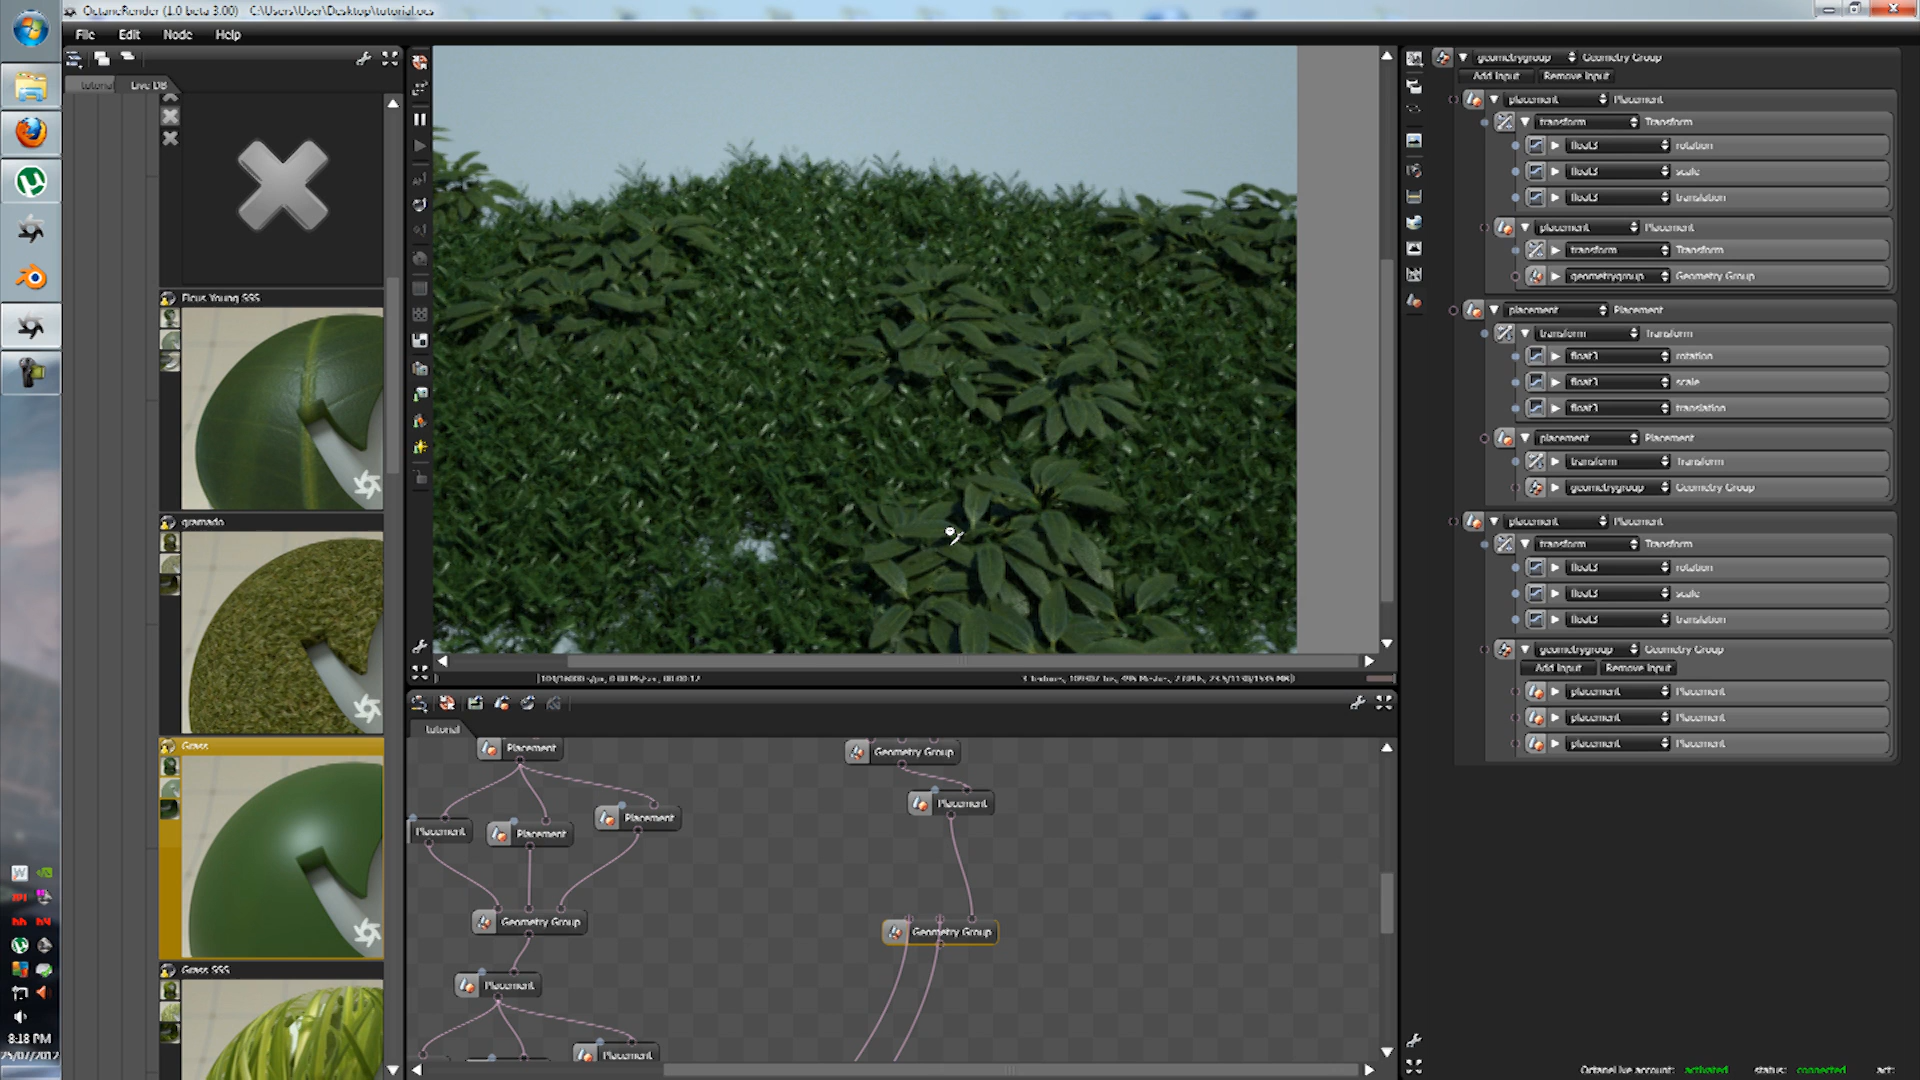 OctaneRender (1.0 beta 3.00)   C:\Users\User\Desktop\tutorial.ocs
File   Edit   Node   Help
tutorial   Live DB
Ficus Young SSS
gramado
Grass
Grass SSS
tutorial
Placement
Placement
Placement
Placement
Geometry Group
Placement
Placement
Geometry Group
Placement
Geometry Group
geometrygroup   Geometry Group
Add Input   Remove Input
placement   Placement
transform   Transform
float3   rotation
float3   scale
float3   translation
placement   Placement
transform   Transform
geometrygroup   Geometry Group
placement   Placement
transform   Transform
float3   rotation
float3   scale
float3   translation
placement   Placement
transform   Transform
geometrygroup   Geometry Group
placement   Placement
transform   Transform
float3   rotation
float3   scale
float3   translation
geometrygroup   Geometry Group
Add Input   Remove Input
placement   Placement
placement   Placement
placement   Placement
8:18 PM
25/07/2012
OctaneLive account: activated   status: connected   act: